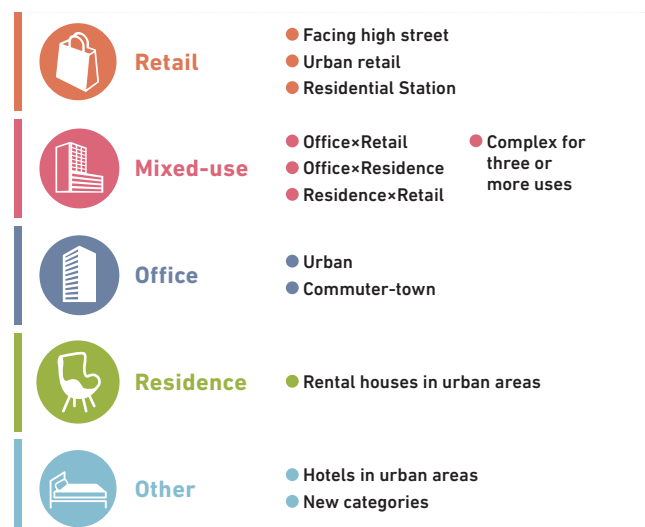 Retail
Facing high street
Urban retail
Residential Station
Mixed-use
Office×Retail
Office×Residence
Residence×Retail
Complex for
three or
more uses
Office
Urban
Commuter-town
Residence
Rental houses in urban areas
Other
Hotels in urban areas
New categories